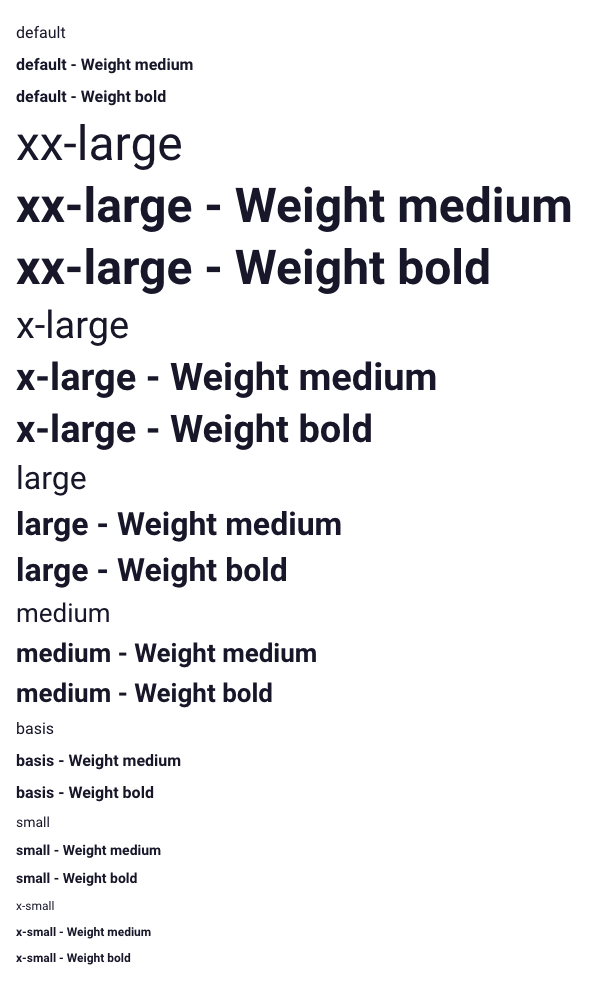 default
default - Weight medium
default - Weight bold
xx-large
xx-large - Weight medium
xx-large - Weight bold
x-large
x-large - Weight medium
x-large - Weight bold
large
large - Weight medium
large - Weight bold
medium
medium - Weight medium
medium - Weight bold
basis
basis - Weight medium
basis - Weight bold
small
small - Weight medium
small - Weight bold
x-small
x-small - Weight medium
x-small - Weight bold